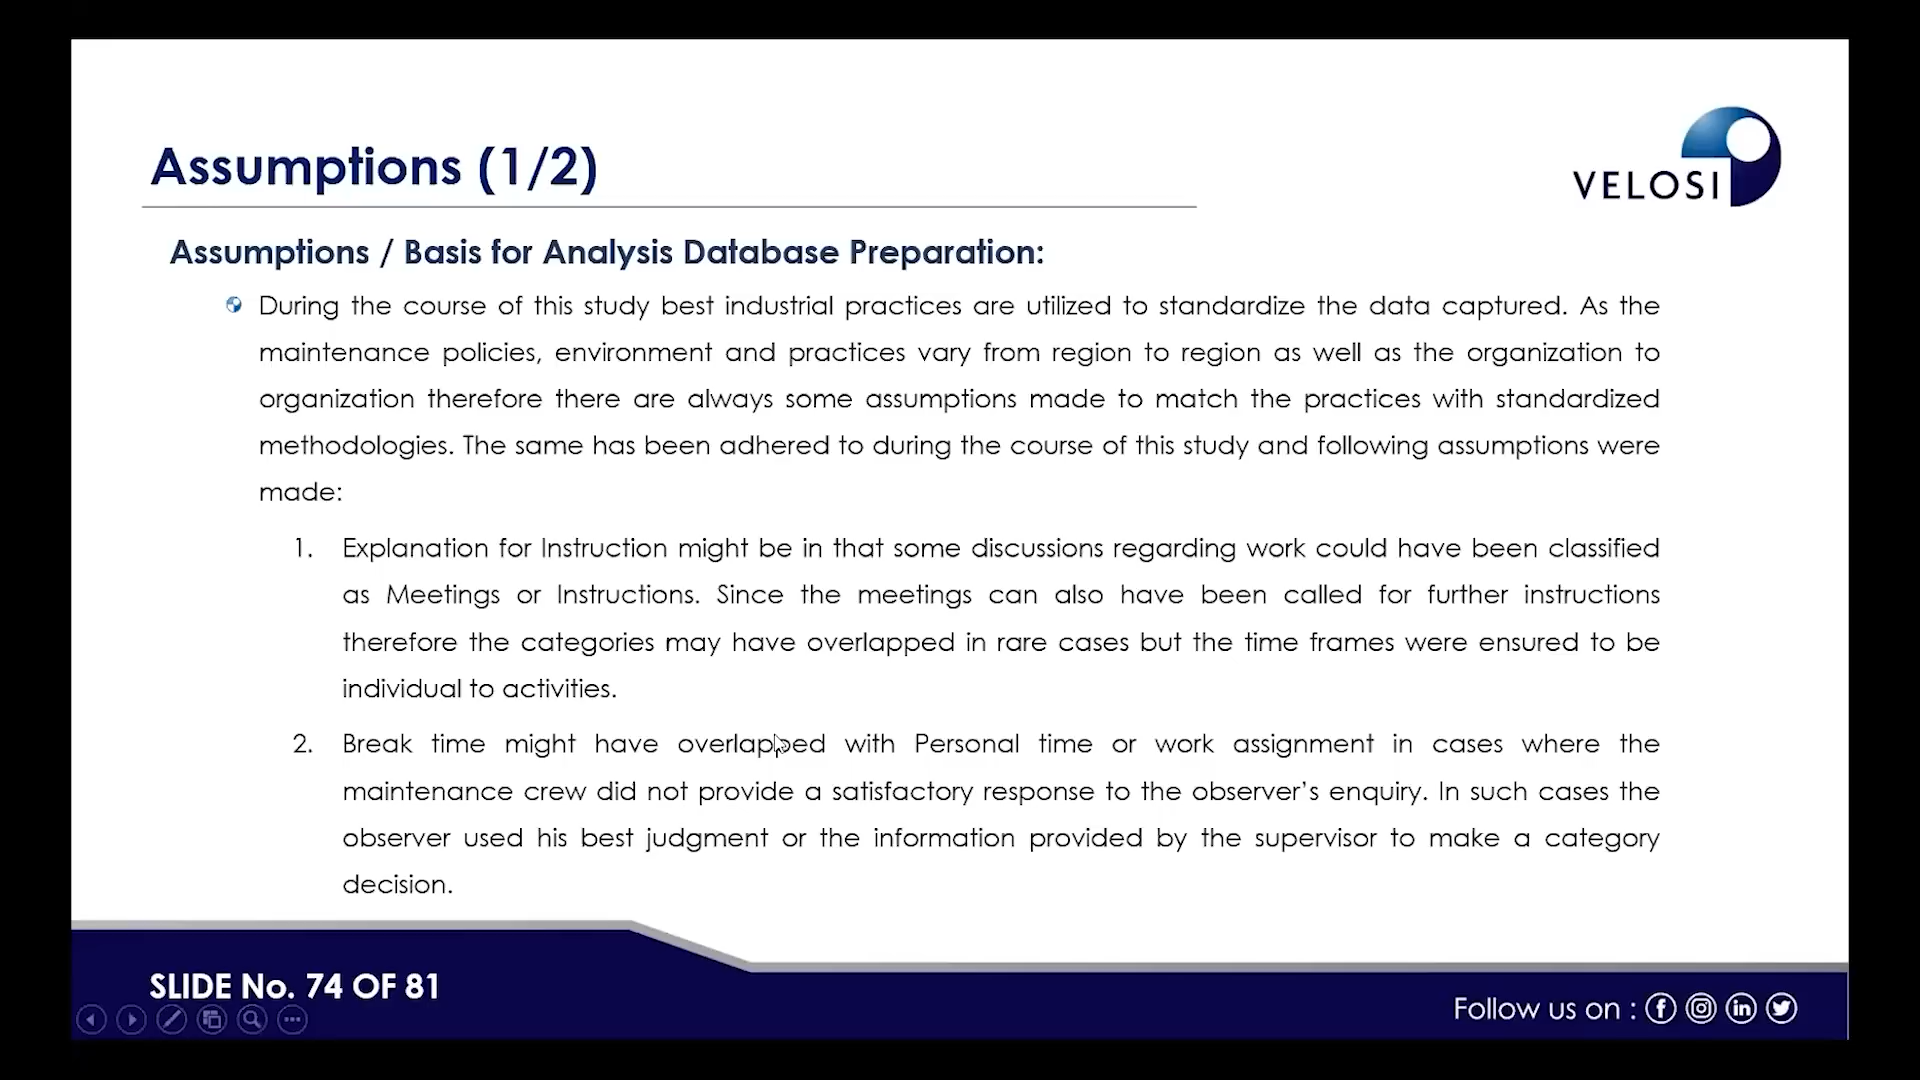 Assumptions (1/2)
VELOSI
Assumptions / Basis for Analysis Database Preparation:
During the course of this study best industrial practices are utilized to standardize the data captured. As the
maintenance policies, environment and practices vary from region to region as well as the organization to
organization therefore there are always some assumptions made to match the practices with standardized
methodologies. The same has been adhered to during the course of this study and following assumptions were
made:
1. Explanation for Instruction might be in that some discussions regarding work could have been classified
as Meetings or Instructions. Since the meetings can also have been called for further instructions
therefore the categories may have overlapped in rare cases but the time frames were ensured to be
individual to activities.
2. Break time might have overlapped with Personal time or work assignment in cases where the
maintenance crew did not provide a satisfactory response to the observer’s enquiry. In such cases the
observer used his best judgment or the information provided by the supervisor to make a category
decision.
SLIDE No. 74 OF 81
Follow us on :